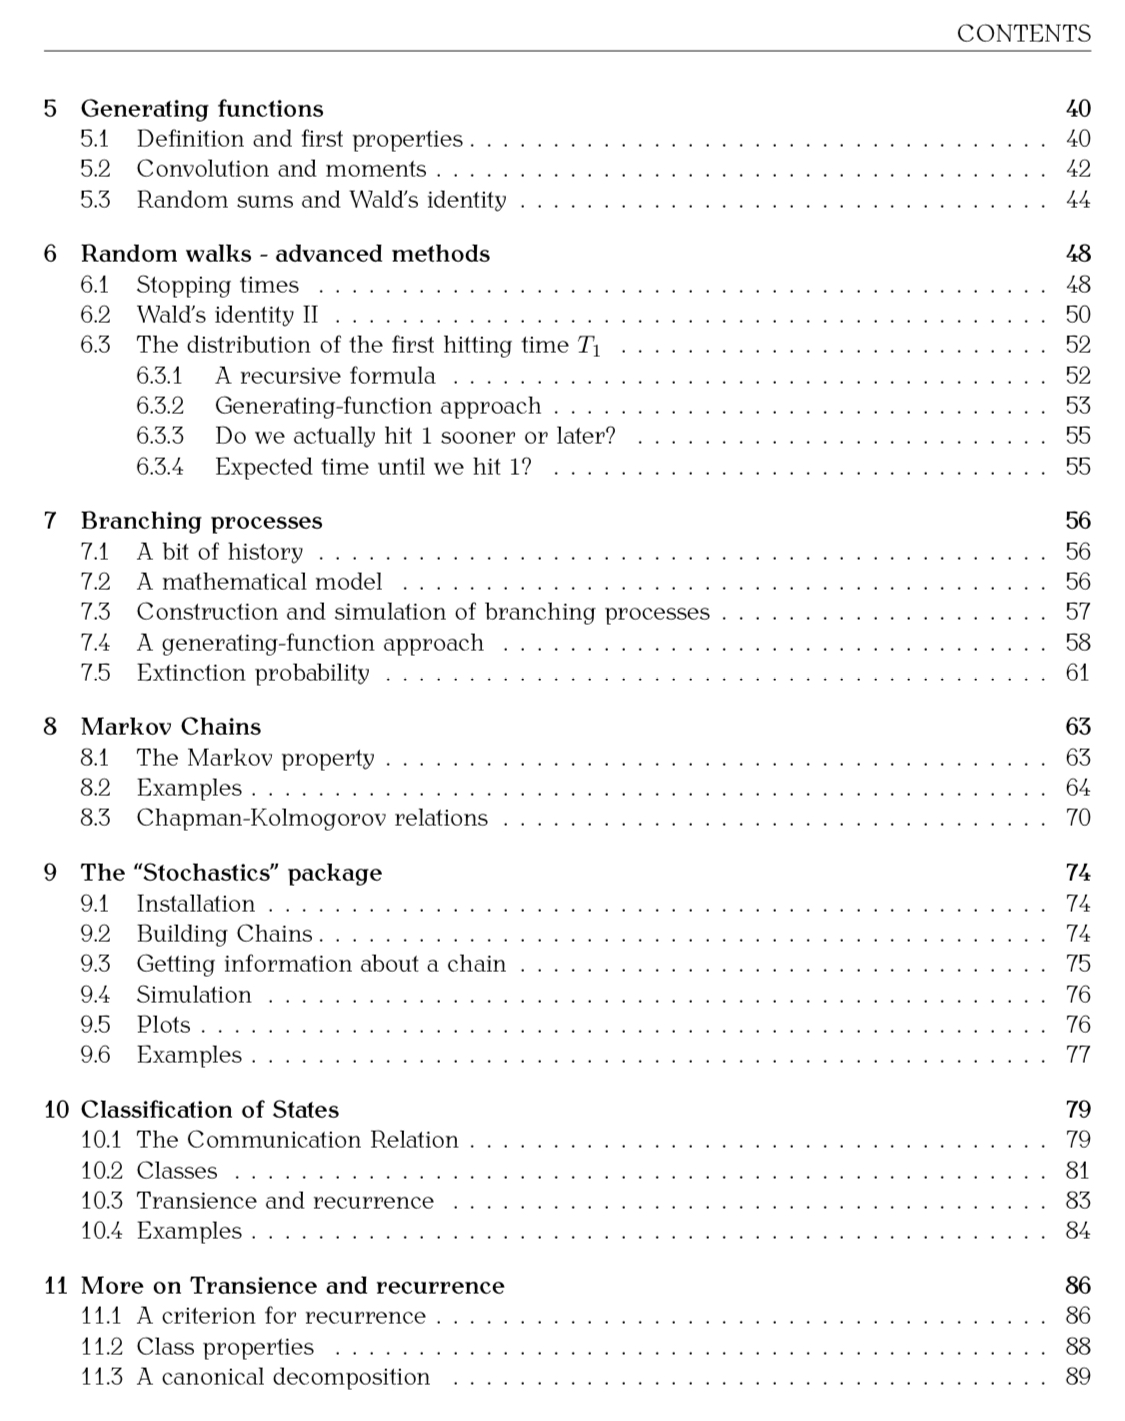 CONTENTS
5 Generating functions 40
5.1 Definition and first properties . . . . . . . . . . . . . . . . . . . . . . . . . . . . . . . . . . . 40
5.2 Convolution and moments . . . . . . . . . . . . . . . . . . . . . . . . . . . . . . . . . . . . . 42
5.3 Random sums and Wald's identity . . . . . . . . . . . . . . . . . . . . . . . . . . . . . . . . 44
6 Random walks - advanced methods 48
6.1 Stopping times . . . . . . . . . . . . . . . . . . . . . . . . . . . . . . . . . . . . . . . . . . . . 48
6.2 Wald's identity II . . . . . . . . . . . . . . . . . . . . . . . . . . . . . . . . . . . . . . . . . . . 50
6.3 The distribution of the first hitting time T₁ . . . . . . . . . . . . . . . . . . . . . . . . . . 52
6.3.1 A recursive formula . . . . . . . . . . . . . . . . . . . . . . . . . . . . . . . . . . . . 52
6.3.2 Generating-function approach . . . . . . . . . . . . . . . . . . . . . . . . . . . . . . 53
6.3.3 Do we actually hit 1 sooner or later? . . . . . . . . . . . . . . . . . . . . . . . . . 55
6.3.4 Expected time until we hit 1? . . . . . . . . . . . . . . . . . . . . . . . . . . . . . . 55
7 Branching processes 56
7.1 A bit of history . . . . . . . . . . . . . . . . . . . . . . . . . . . . . . . . . . . . . . . . . . . . 56
7.2 A mathematical model . . . . . . . . . . . . . . . . . . . . . . . . . . . . . . . . . . . . . . . 56
7.3 Construction and simulation of branching processes . . . . . . . . . . . . . . . . . . . . 57
7.4 A generating-function approach . . . . . . . . . . . . . . . . . . . . . . . . . . . . . . . . . 58
7.5 Extinction probability . . . . . . . . . . . . . . . . . . . . . . . . . . . . . . . . . . . . . . . . 61
8 Markov Chains 63
8.1 The Markov property . . . . . . . . . . . . . . . . . . . . . . . . . . . . . . . . . . . . . . . . 63
8.2 Examples . . . . . . . . . . . . . . . . . . . . . . . . . . . . . . . . . . . . . . . . . . . . . . . . 64
8.3 Chapman-Kolmogorov relations . . . . . . . . . . . . . . . . . . . . . . . . . . . . . . . . . 70
9 The “Stochastics” package 74
9.1 Installation . . . . . . . . . . . . . . . . . . . . . . . . . . . . . . . . . . . . . . . . . . . . . . . 74
9.2 Building Chains . . . . . . . . . . . . . . . . . . . . . . . . . . . . . . . . . . . . . . . . . . . . 74
9.3 Getting information about a chain . . . . . . . . . . . . . . . . . . . . . . . . . . . . . . . . 75
9.4 Simulation . . . . . . . . . . . . . . . . . . . . . . . . . . . . . . . . . . . . . . . . . . . . . . . 76
9.5 Plots . . . . . . . . . . . . . . . . . . . . . . . . . . . . . . . . . . . . . . . . . . . . . . . . . . . 76
9.6 Examples . . . . . . . . . . . . . . . . . . . . . . . . . . . . . . . . . . . . . . . . . . . . . . . . 77
10 Classification of States 79
10.1 The Communication Relation . . . . . . . . . . . . . . . . . . . . . . . . . . . . . . . . . . . 79
10.2 Classes . . . . . . . . . . . . . . . . . . . . . . . . . . . . . . . . . . . . . . . . . . . . . . . . . 81
10.3 Transience and recurrence . . . . . . . . . . . . . . . . . . . . . . . . . . . . . . . . . . . . 83
10.4 Examples . . . . . . . . . . . . . . . . . . . . . . . . . . . . . . . . . . . . . . . . . . . . . . . . 84
11 More on Transience and recurrence 86
11.1 A criterion for recurrence . . . . . . . . . . . . . . . . . . . . . . . . . . . . . . . . . . . . . 86
11.2 Class properties . . . . . . . . . . . . . . . . . . . . . . . . . . . . . . . . . . . . . . . . . . . 88
11.3 A canonical decomposition . . . . . . . . . . . . . . . . . . . . . . . . . . . . . . . . . . . . 89